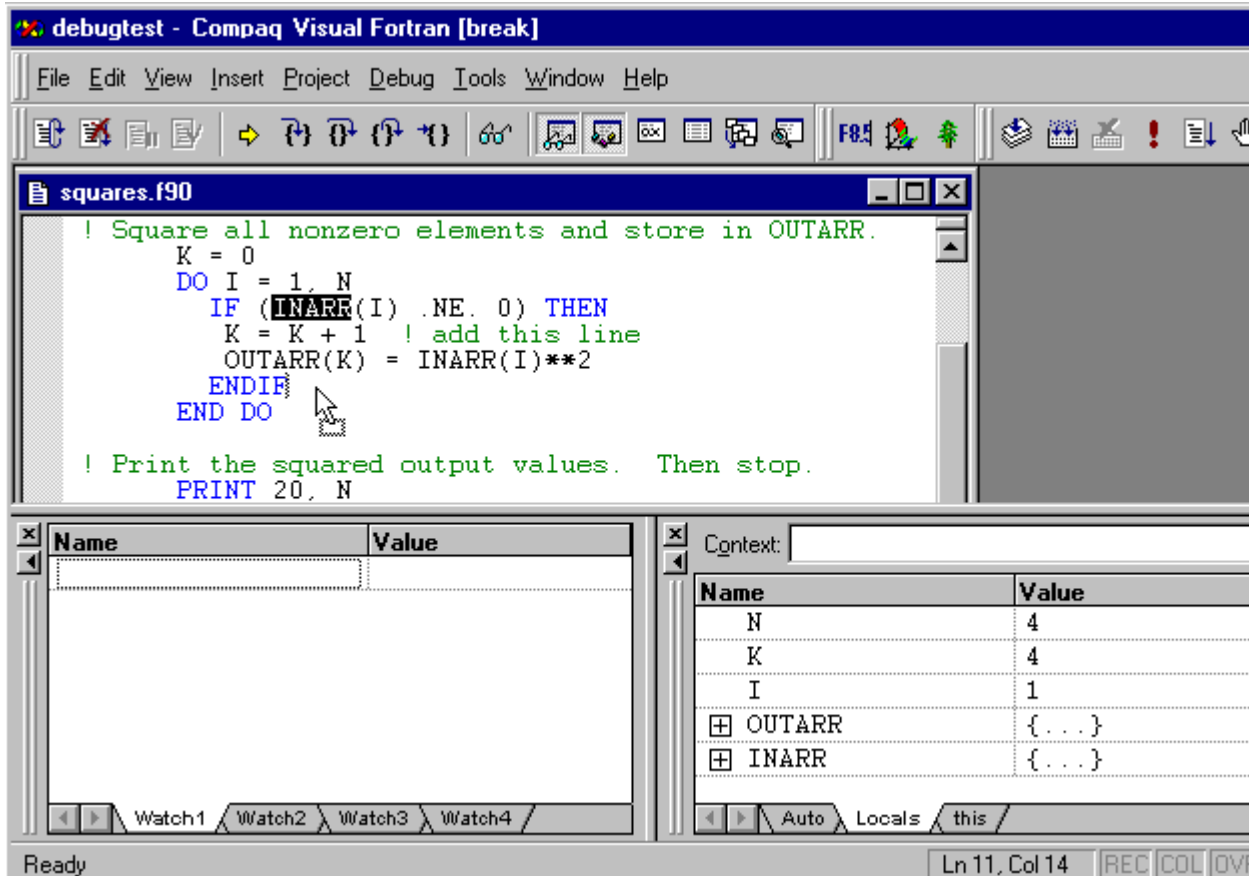 debugtest - Compaq Visual Fortran [break]
File Edit View Insert Project Debug Tools Window Help
squares.f90
! Square all nonzero elements and store in OUTARR.
K = 0
DO I = 1, N
IF (INARR(I) .NE. 0) THEN
K = K + 1 ! add this line
OUTARR(K) = INARR(I)**2
ENDIF
END DO
! Print the squared output values. Then stop.
PRINT 20, N
Name Value
Watch1 Watch2 Watch3 Watch4
Context:
Name Value
N 4
K 4
I 1
OUTARR {...}
INARR {...}
Auto Locals this
Ready Ln 11, Col 14 REC COL OVR